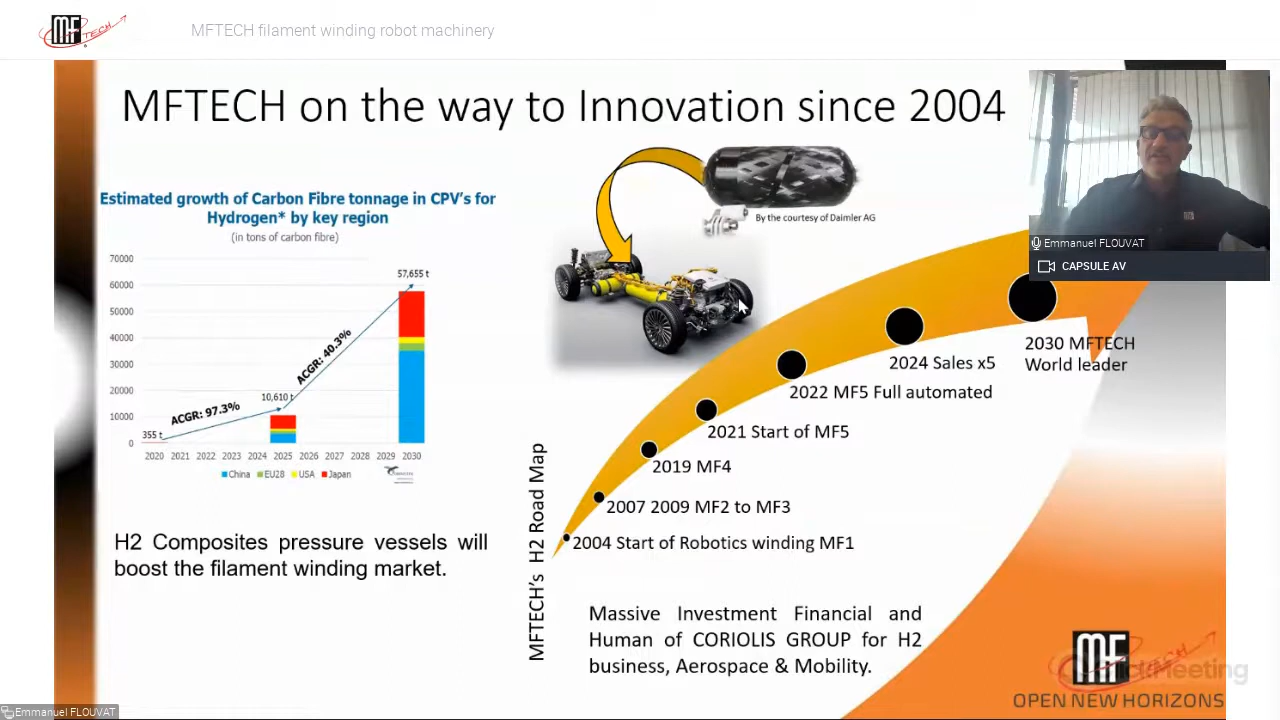 MF
TECH
MFTECH filament winding robot machinery
MFTECH on the way to Innovation since 2004
Estimated growth of Carbon Fibre tonnage in CPV's for
Hydrogen* by key region
(in tons of carbon fibre)
70000
60000
50000
40000
30000
20000
10000
0
57,655 t
10,610 t
355 t
ACGR: 97.3%
ACGR: 40.3%
2020 2021 2022 2023 2024 2025 2026 2027 2028 2029 2030
China EU28 USA Japan
H2 Composites pressure vessels will
boost the filament winding market.
By the courtesy of Daimler AG
MFTECH's H2 Road Map
2004 Start of Robotics winding MF1
2007 2009 MF2 to MF3
2019 MF4
2021 Start of MF5
2022 MF5 Full automated
2024 Sales x5
2030 MFTECH
World leader
Massive Investment Financial and
Human of CORIOLIS GROUP for H2
business, Aerospace & Mobility.
Emmanuel FLOUVAT
CAPSULE AV
MF
TECH
ClickMeeting
OPEN NEW HORIZONS
Emmanuel FLOUVAT